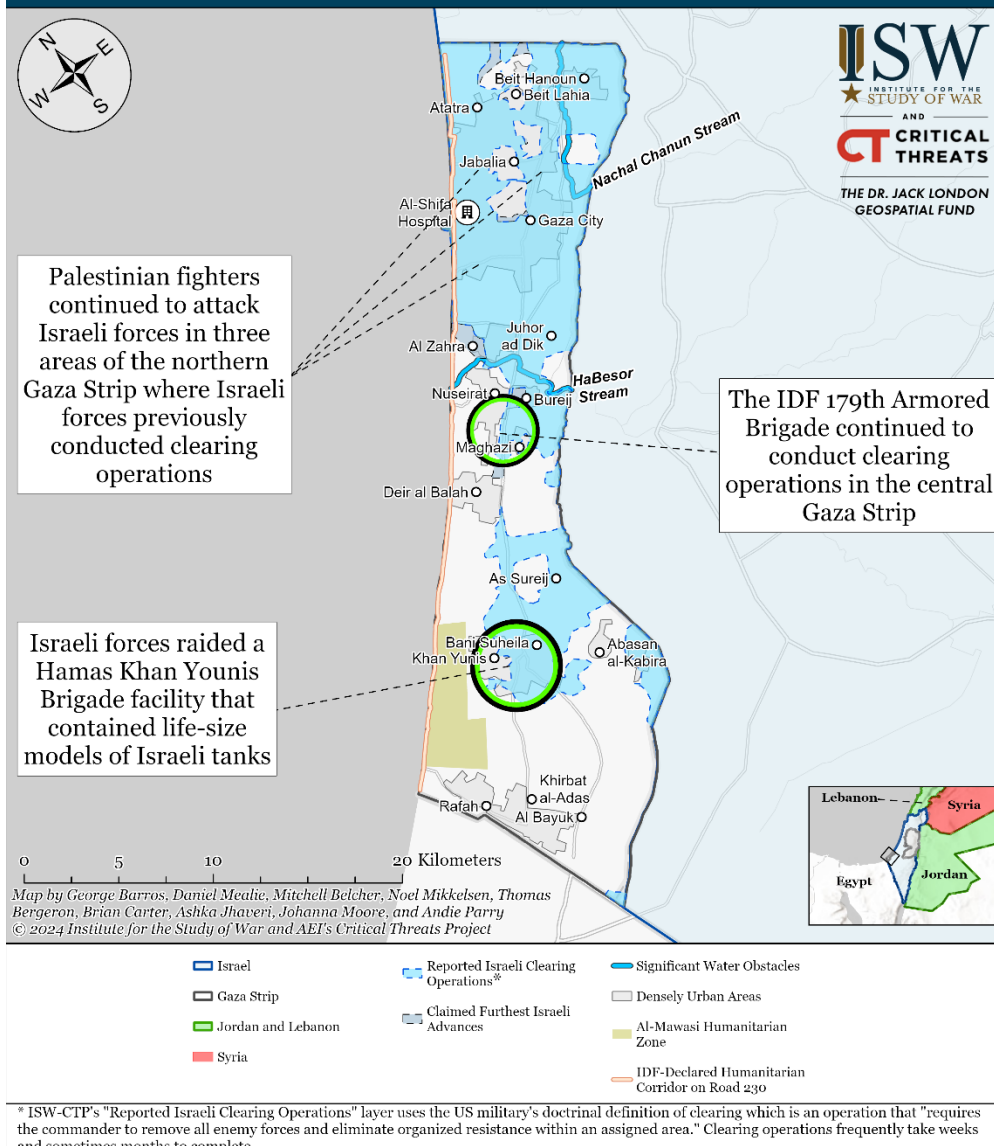 N
E
W
S
ISW
INSTITUTE FOR THE
STUDY OF WAR
AND
CT CRITICAL
THREATS
THE DR. JACK LONDON
GEOSPATIAL FUND
Beit Hanoun
Beit Lahia
Atatra
Nachal Chanun Stream
Jabalia
Al-Shifa
Hospital
Gaza City
Palestinian fighters
continued to attack
Israeli forces in three
areas of the northern
Gaza Strip where Israeli
forces previously
conducted clearing
operations
Juhor
ad Dik
Al Zahra
HaBesor
Stream
Nuseirat
Bureij
The IDF 179th Armored
Brigade continued to
conduct clearing
operations in the central
Gaza Strip
Maghazi
Deir al Balah
As Sureij
Israeli forces raided a
Hamas Khan Younis
Brigade facility that
contained life-size
models of Israeli tanks
Bani Suheila
Khan Yunis
Abasan
al-Kabira
Khirbat
al-Adas
Rafah
Al Bayuk
Lebanon
Syria
Jordan
Egypt
0 5 10 20 Kilometers
Map by George Barros, Daniel Mealie, Mitchell Belcher, Noel Mikkelsen, Thomas
Bergeron, Brian Carter, Ashka Jhaveri, Johanna Moore, and Andie Parry
© 2024 Institute for the Study of War and AEI's Critical Threats Project
Israel
Gaza Strip
Jordan and Lebanon
Syria
Reported Israeli Clearing
Operations*
Claimed Furthest Israeli
Advances
Significant Water Obstacles
Densely Urban Areas
Al-Mawasi Humanitarian
Zone
IDF-Declared Humanitarian
Corridor on Road 230
* ISW-CTP's "Reported Israeli Clearing Operations" layer uses the US military's doctrinal definition of clearing which is an operation that "requires
the commander to remove all enemy forces and eliminate organized resistance within an assigned area." Clearing operations frequently take weeks
and sometimes months to complete